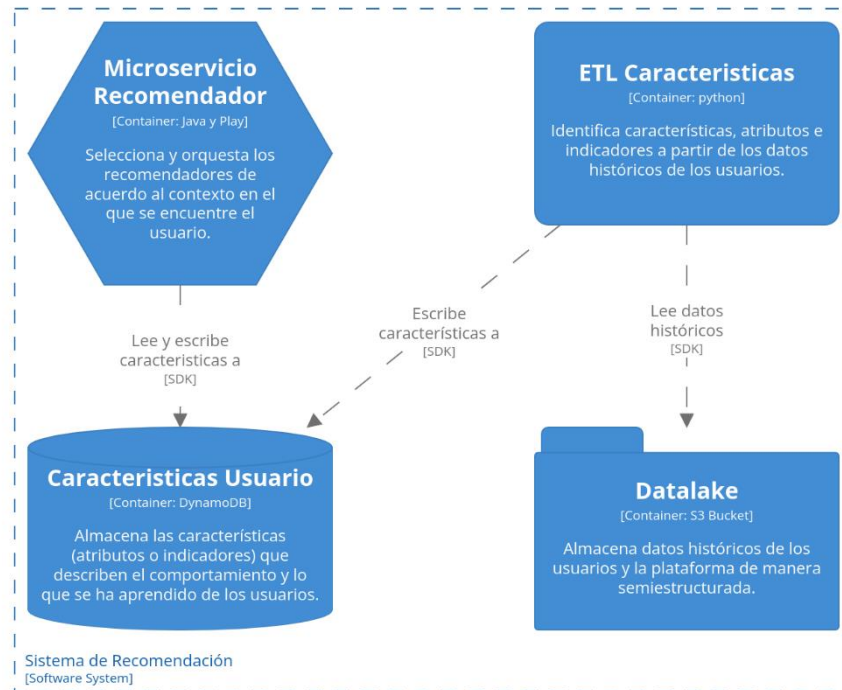 Microservicio
Recomendador
[Container: Java y Play]
Selecciona y orquesta los
recomendadores de
acuerdo al contexto en el
que se encuentre el
usuario.
ETL Caracteristicas
[Container: python]
Identifica características, atributos e
indicadores a partir de los datos
históricos de los usuarios.
Lee y escribe
caracteristicas a
[SDK]
Escribe
características a
[SDK]
Lee datos
históricos
[SDK]
Caracteristicas Usuario
[Container: DynamoDB]
Almacena las características
(atributos o indicadores) que
describen el comportamiento y lo
que se ha aprendido de los usuarios.
Datalake
[Container: S3 Bucket]
Almacena datos históricos de los
usuarios y la plataforma de manera
semiestructurada.
Sistema de Recomendación
[Software System]